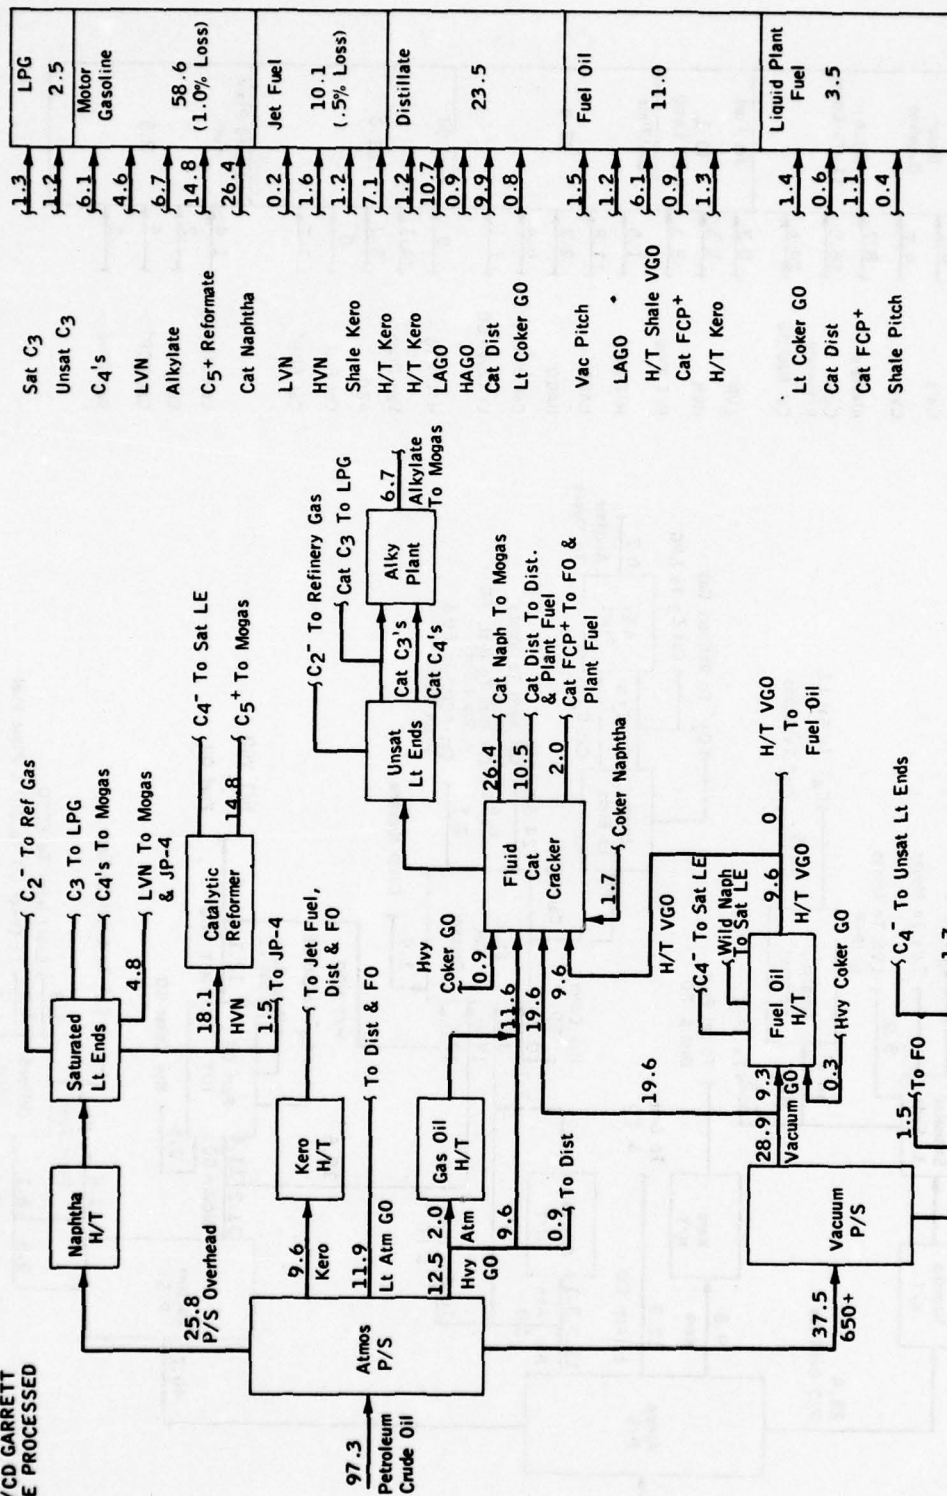 /CD GARRETT
E PROCESSED
97.3
Petroleum
Crude Oil
Atmos
P/S
25.8
P/S Overhead
Naphtha
H/T
Saturated
Lt Ends
C2⁻ To Ref Gas
C3 To LPG
C4's To Mogas
4.8
LVN To Mogas
& JP-4
18.1
HVN
1.5
To JP-4
Catalytic
Reformer
C4⁻ To Sat LE
14.8
C5⁺ To Mogas
9.6
Kero
Kero
H/T
To Jet Fuel,
Dist & FO
11.9
Lt Atm GO
To Dist & FO
12.5
Hvy
GO
2.0
Atm
Gas Oil
H/T
9.6
0.9
To Dist
11.6
19.6
9.6
Hvy
Coker GO
0.9
Fluid
Cat
Cracker
1.7
Coker Naphtha
26.4
Cat Naph To Mogas
10.5
Cat Dist To Dist.
& Plant Fuel
2.0
Cat FCP⁺ To FO &
Plant Fuel
Unsat
Lt Ends
C2⁻ To Refinery Gas
Cat C3 To LPG
Cat C3's
Cat C4's
Alky
Plant
6.7
Alkylate
To Mogas
37.5
650+
Vacuum
P/S
28.9
Vacuum GO
9.3
19.6
Fuel Oil
H/T
0.3
Hvy Coker GO
C4⁻ To Sat LE
Wild Naph
To Sat LE
H/T VGO
9.6
H/T VGO
0
H/T VGO
To
Fuel Oil
1.5
To FO
C4⁻ To Unsat Lt Ends
1.7
Sat C3
1.3
Unsat C3
1.2
LPG
2.5
C4's
6.1
LVN
4.6
Alkylate
6.7
C5+ Reformate
14.8
Cat Naphtha
26.4
Motor
Gasoline
58.6
(1.0% Loss)
LVN
0.2
HVN
1.6
Shale Kero
1.2
H/T Kero
7.1
Jet Fuel
10.1
(.5% Loss)
H/T Kero
1.2
LAGO
10.7
HAGO
0.9
Cat Dist
9.9
Lt Coker GO
0.8
Distillate
23.5
Vac Pitch
1.5
LAGO
1.2
H/T Shale VGO
6.1
Cat FCP⁺
0.9
H/T Kero
1.3
Fuel Oil
11.0
Lt Coker GO
1.4
Cat Dist
0.6
Cat FCP⁺
1.1
Shale Pitch
0.4
Liquid Plant
Fuel
3.5